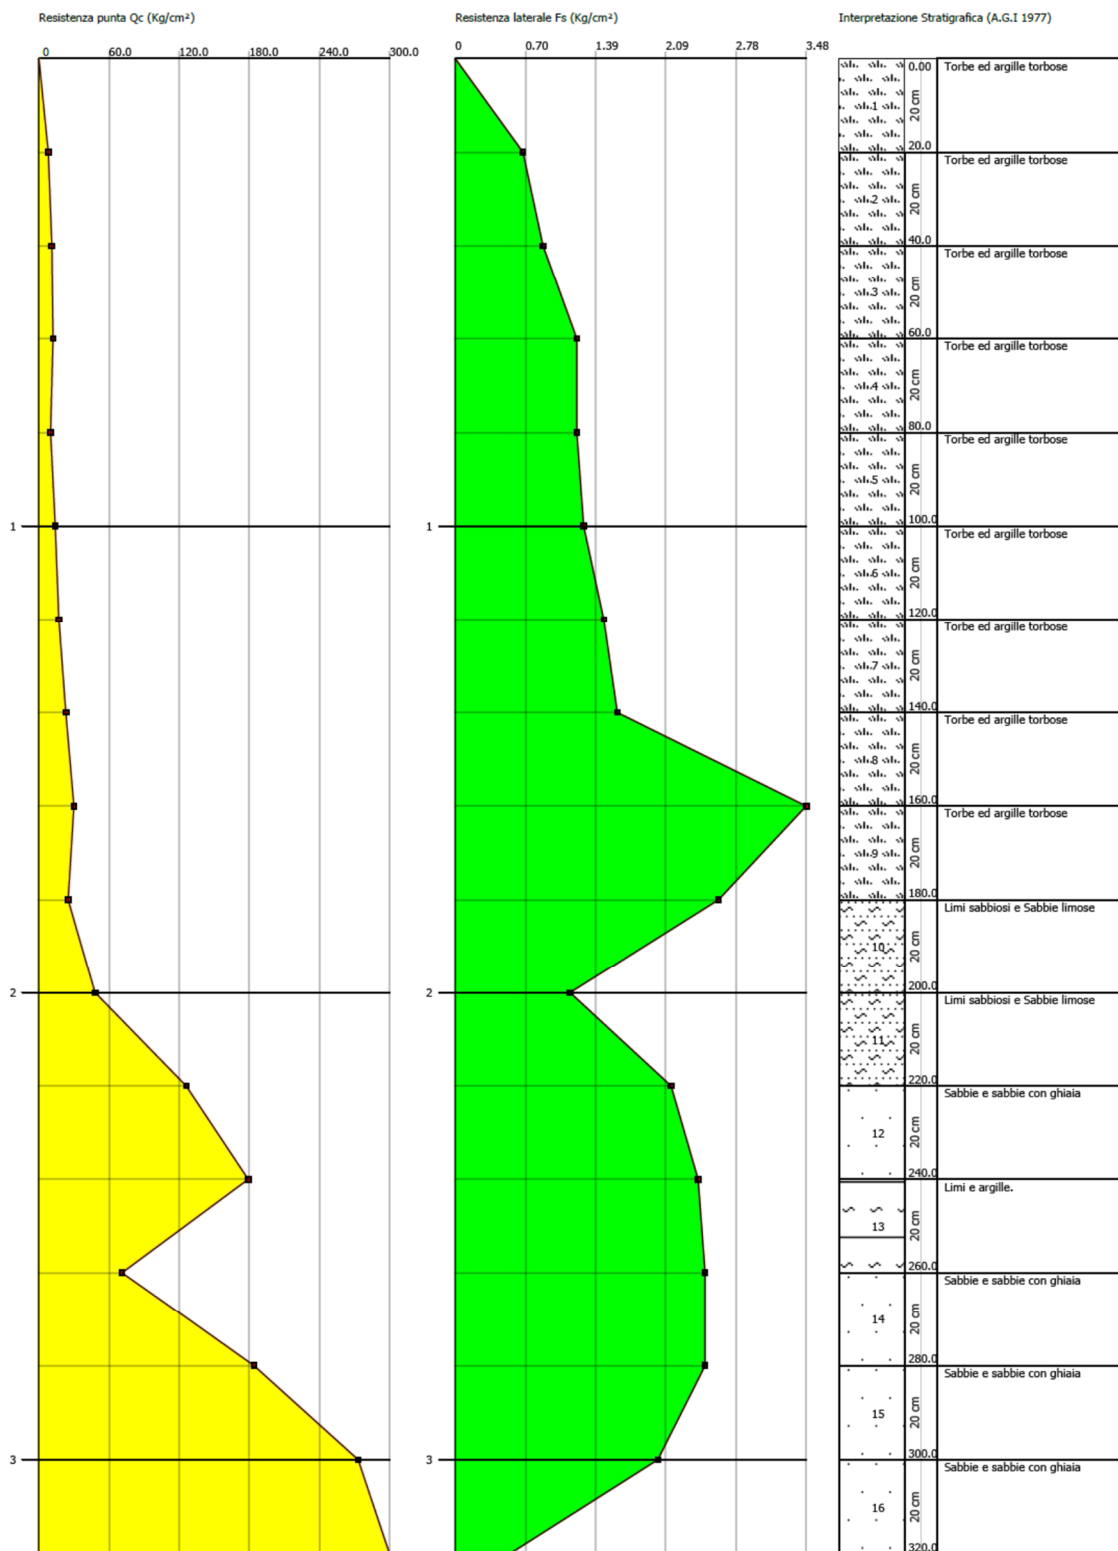 Resistenza punta Qc (Kg/cm²)
0 60.0 120.0 180.0 240.0 300.0
1
2
3
Resistenza laterale Fs (Kg/cm²)
0 0.70 1.39 2.09 2.78 3.48
1
2
3
Interpretazione Stratigrafica (A.G.I 1977)
0.00
1 20 cm Torbe ed argille torbose
20.0
2 20 cm Torbe ed argille torbose
40.0
3 20 cm Torbe ed argille torbose
60.0
4 20 cm Torbe ed argille torbose
80.0
5 20 cm Torbe ed argille torbose
100.0
6 20 cm Torbe ed argille torbose
120.0
7 20 cm Torbe ed argille torbose
140.0
8 20 cm Torbe ed argille torbose
160.0
9 20 cm Torbe ed argille torbose
180.0
10 20 cm Limi sabbiosi e Sabbie limose
200.0
11 20 cm Limi sabbiosi e Sabbie limose
220.0
12 20 cm Sabbie e sabbie con ghiaia
240.0
13 20 cm Limi e argille.
260.0
14 20 cm Sabbie e sabbie con ghiaia
280.0
15 20 cm Sabbie e sabbie con ghiaia
300.0
16 20 cm Sabbie e sabbie con ghiaia
320.0